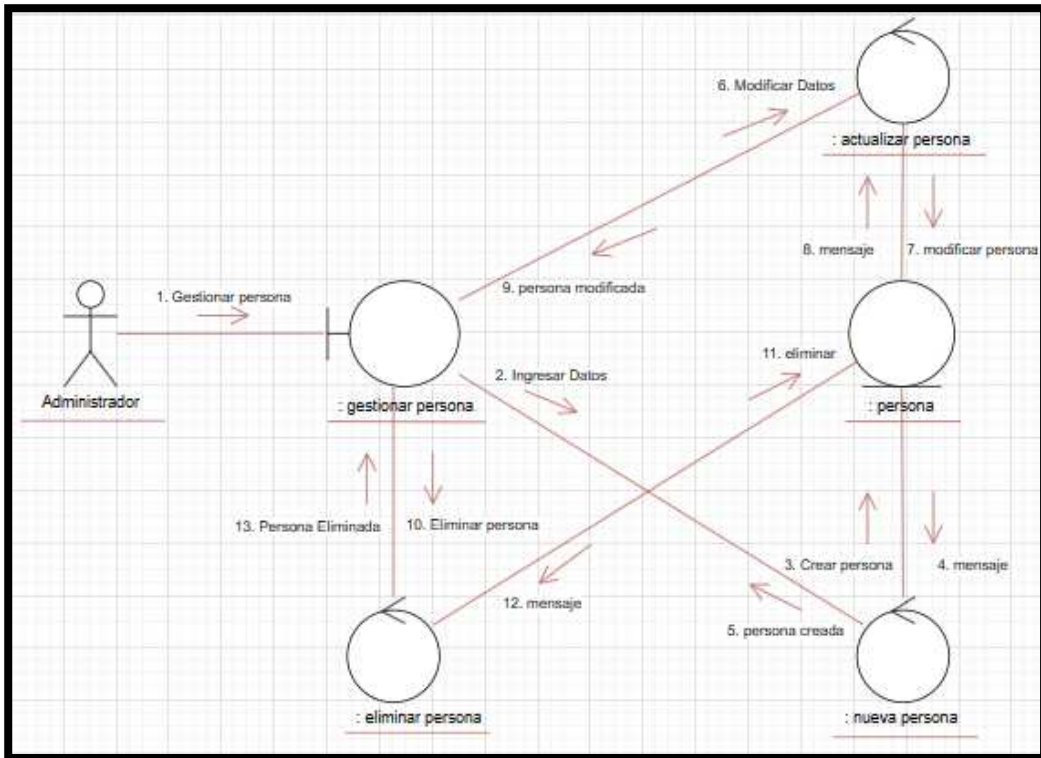 6. Modificar Datos
: actualizar persona
8. mensaje
7. modificar persona
9. persona modificada
1. Gestionar persona
Administrador
: gestionar persona
2. Ingresar Datos
11. eliminar
: persona
13. Persona Eliminada
10. Eliminar persona
3. Crear persona
4. mensaje
12. mensaje
5. persona creada
: eliminar persona
: nueva persona